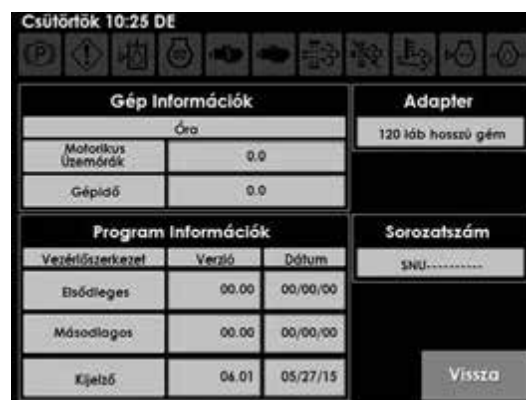 Csütörtök 10:25 DE
Gép Információk
Óra
Motorikus Üzemórák 0.0
Gépidő 0.0
Adapter
120 láb hosszú gém
Program Információk
Vezérlőszerkezet Verzió Dátum
Elsődleges 00.00 00/00/00
Másodlagos 00.00 00/00/00
Kijelző 06.01 05/27/15
Sorozatszám
SNU----------
Vissza